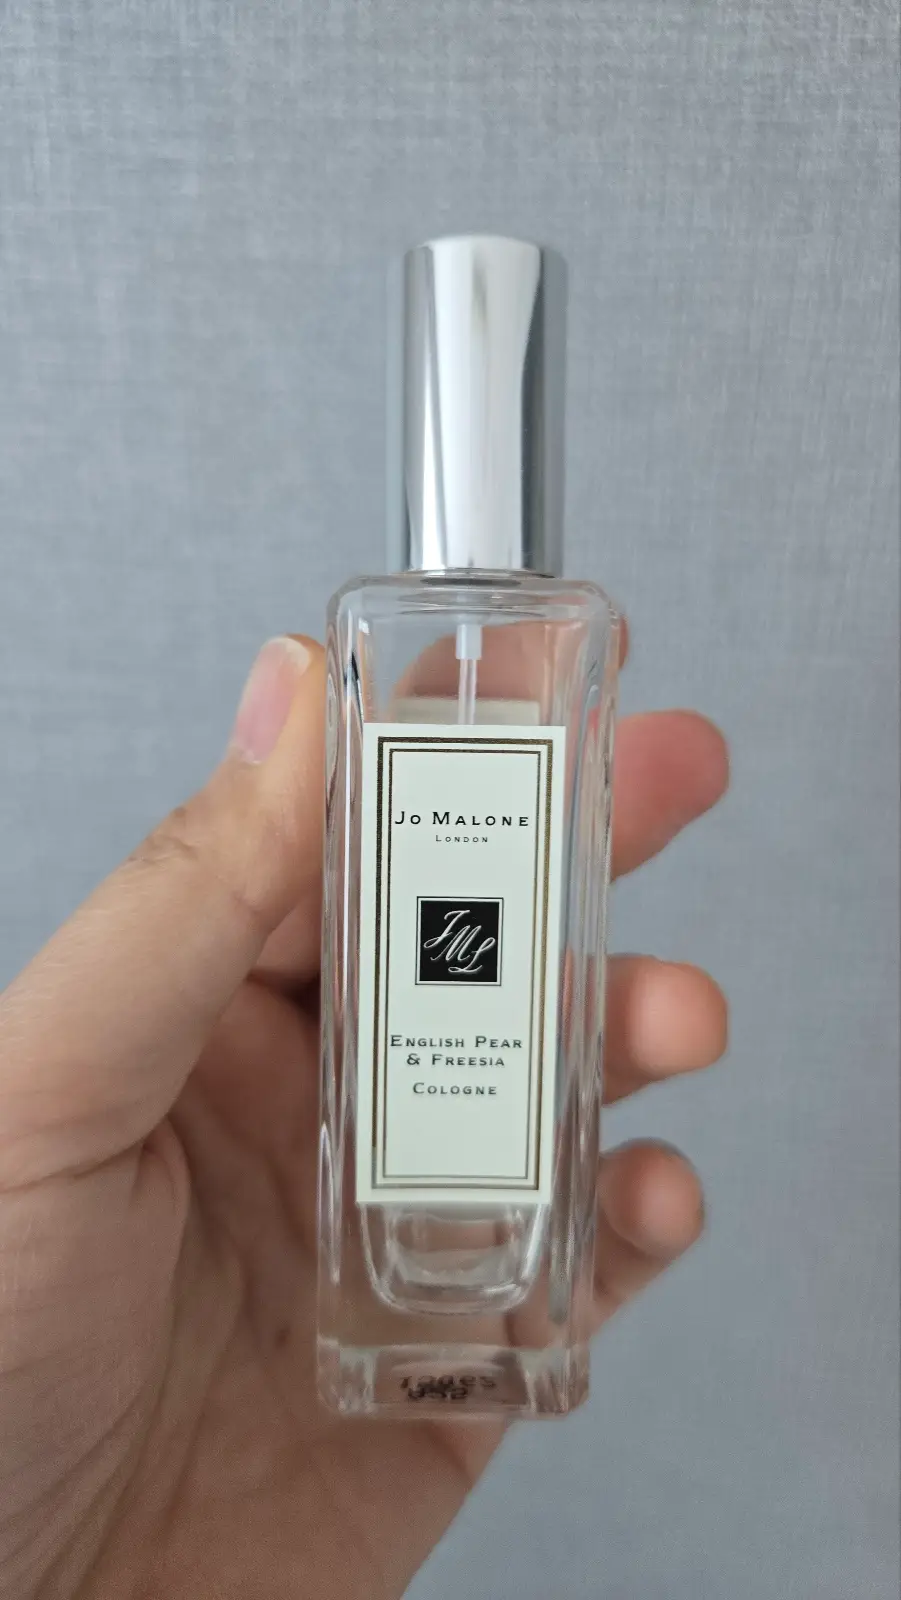 Jo Malone
London
JML
English Pear
& Freesia
Cologne